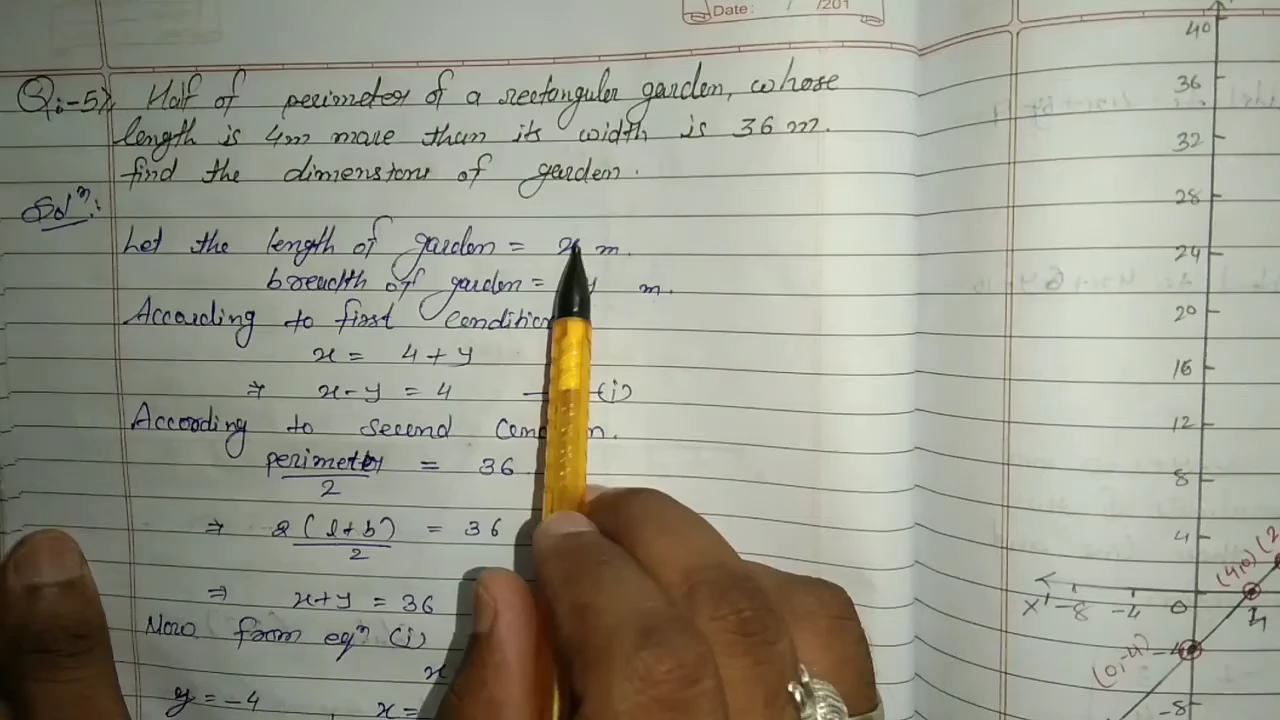 Date: / /201
Q:-5> Half of perimeter of a rectangular garden, whose
length is 4m more than its width is 36 m.
find the dimensions of garden.
Solⁿ:
Let the length of garden = x m.
breadth of garden = y m.
According to first condition
x = 4 + y
⇒ x - y = 4 — (i)
According to second
perimeter/2 = 36
⇒ 2(l+b)/2 = 36
⇒ x+y = 36
Now from eqⁿ (i)
x
y = -4 x =
40
36
32
28
24
20
16
12
8
4
X' -8 -4 0 4
(4,0)
(0,-4) -4
-8